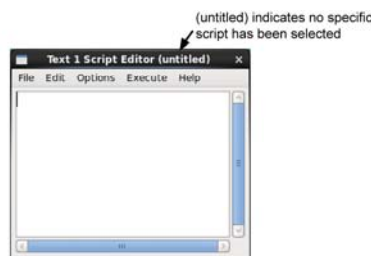 (untitled) indicates no specific
script has been selected
Text 1 Script Editor (untitled) ×
File Edit Options Execute Help